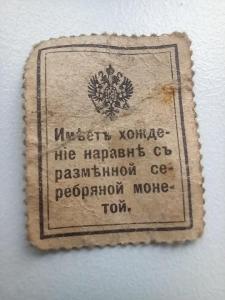 Имѣетъ хожде-
ніе наравнѣ съ
размѣнной се-
ребряной моне-
той.